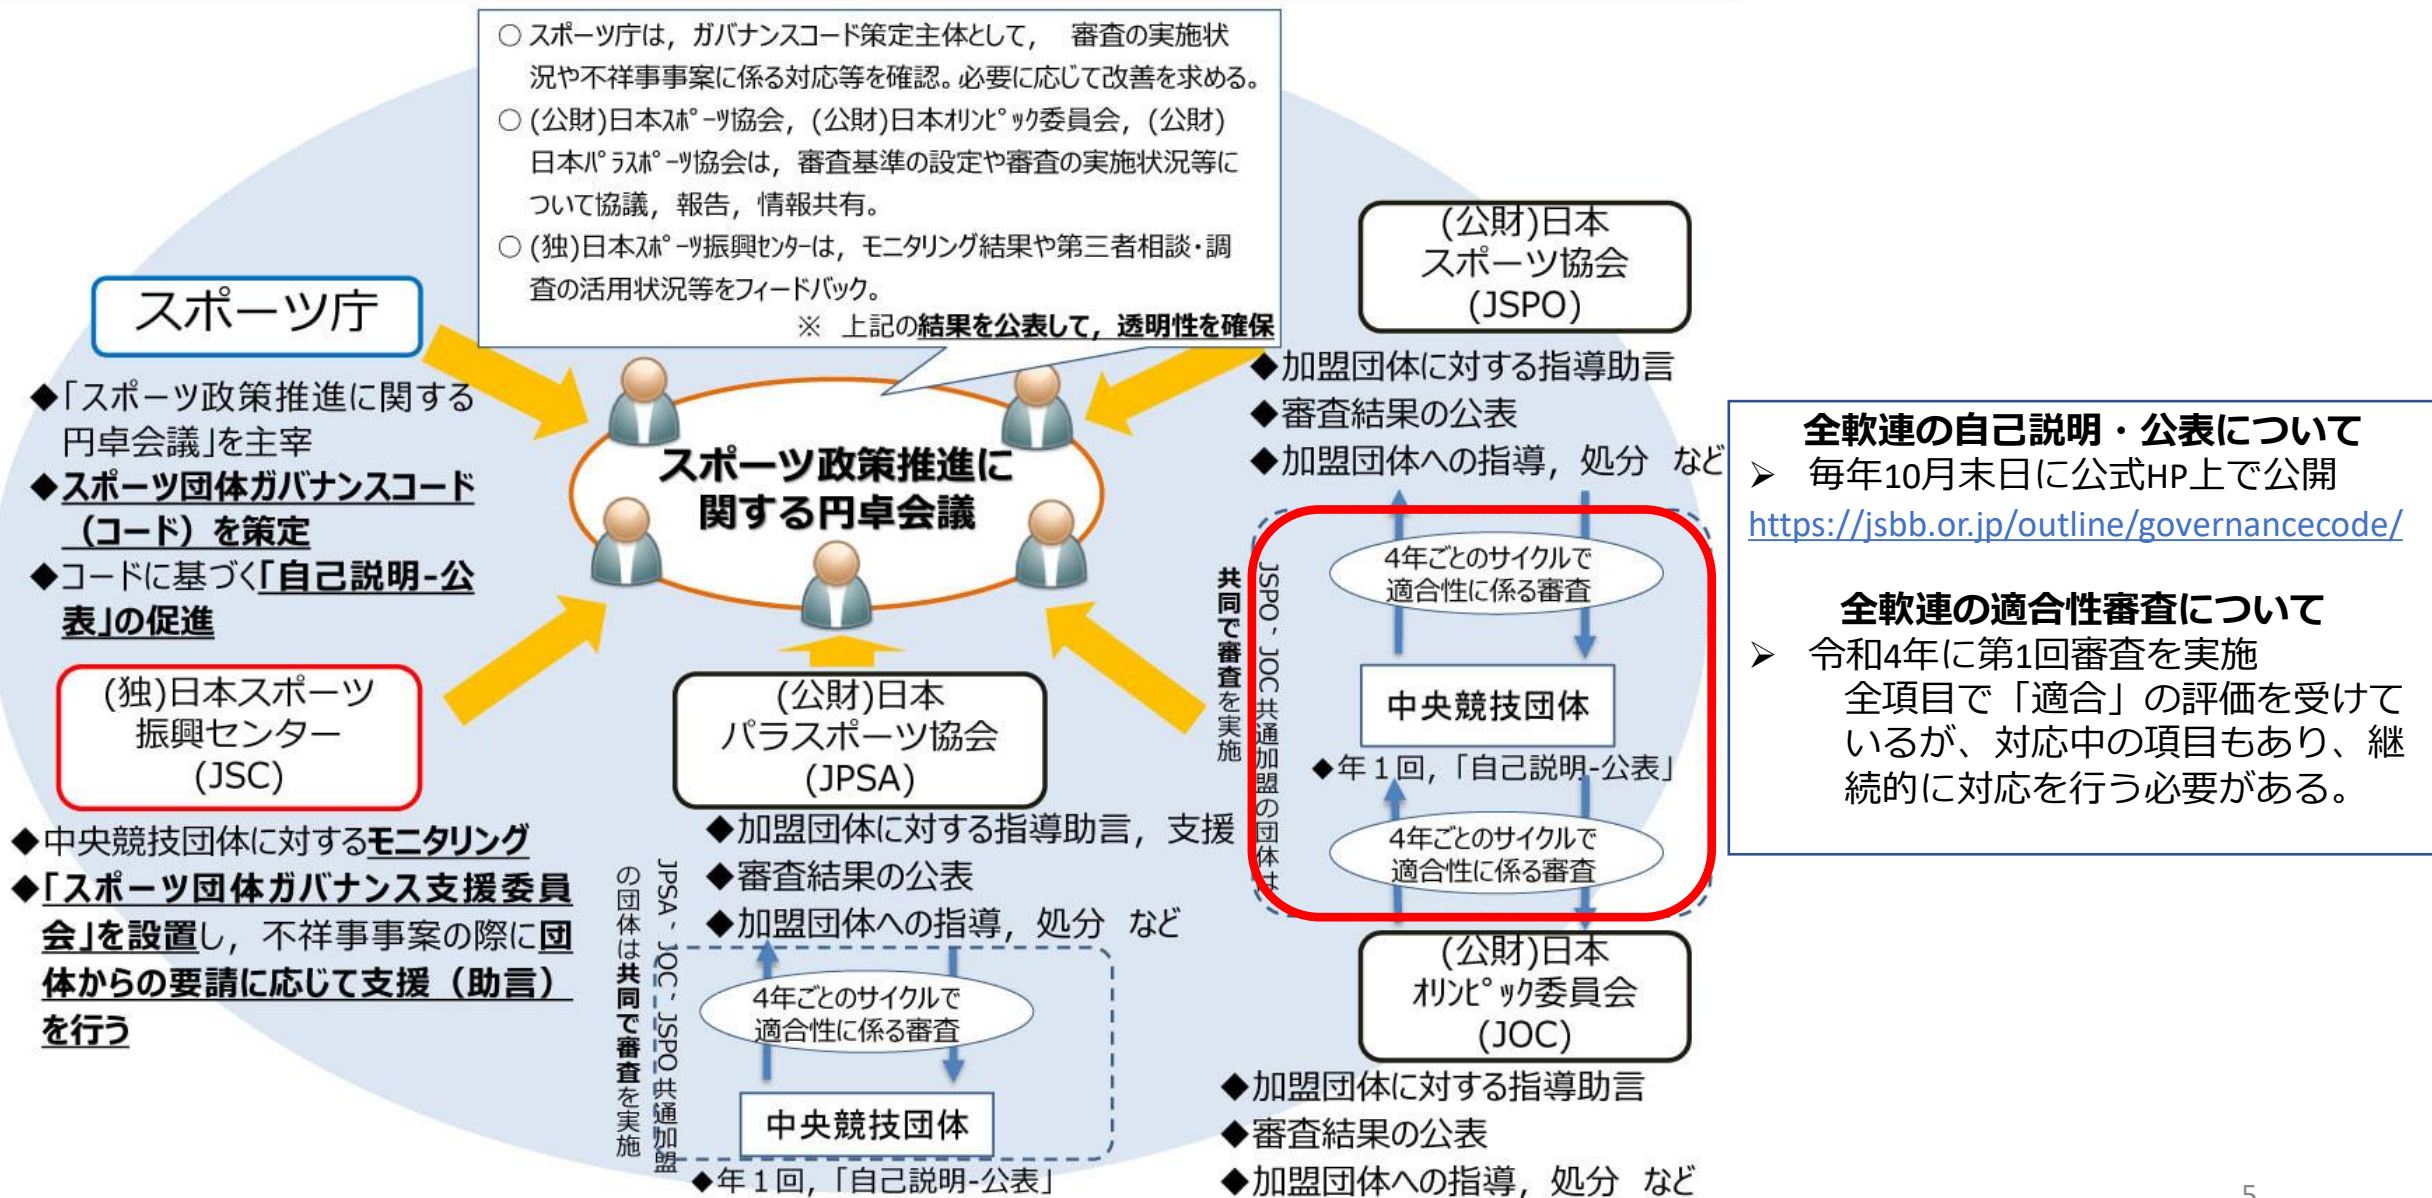 ○ スポーツ庁は，ガバナンスコード策定主体として，　審査の実施状
況や不祥事事案に係る対応等を確認。必要に応じて改善を求める。
○ (公財)日本ｽﾎﾟｰﾂ協会，(公財)日本ｵﾘﾝﾋﾟｯｸ委員会，(公財)
日本ﾊﾟﾗｽﾎﾟｰﾂ協会は，審査基準の設定や審査の実施状況等に
ついて協議，報告，情報共有。
○ (独)日本ｽﾎﾟｰﾂ振興ｾﾝﾀｰは，モニタリング結果や第三者相談・調
査の活用状況等をフィードバック。
※　上記の結果を公表して，透明性を確保
スポーツ庁
◆「スポーツ政策推進に関する
円卓会議」を主宰
◆スポーツ団体ガバナンスコード
（コード）を策定
◆コードに基づく「自己説明-公
表」の促進
スポーツ政策推進に
関する円卓会議
(独)日本スポーツ
振興センター
(JSC)
◆中央競技団体に対するモニタリング
◆「スポーツ団体ガバナンス支援委員
会」を設置し，不祥事事案の際に団
体からの要請に応じて支援（助言）
を行う
(公財)日本
パラスポーツ協会
(JPSA)
◆加盟団体に対する指導助言，支援
◆審査結果の公表
◆加盟団体への指導，処分 など
JPSA，JOC，JSPO共通加盟
の団体は共同で審査を実施
4年ごとのサイクルで
適合性に係る審査
中央競技団体
◆年１回，「自己説明-公表」
(公財)日本
スポーツ協会
(JSPO)
◆加盟団体に対する指導助言
◆審査結果の公表
◆加盟団体への指導，処分 など
JSPO，JOC共通加盟の団体は
共同で審査を実施
4年ごとのサイクルで
適合性に係る審査
中央競技団体
◆年１回，「自己説明-公表」
4年ごとのサイクルで
適合性に係る審査
(公財)日本
ｵﾘﾝﾋﾟｯｸ委員会
(JOC)
◆加盟団体に対する指導助言
◆審査結果の公表
◆加盟団体への指導，処分 など
全軟連の自己説明・公表について
➢ 毎年10月末日に公式HP上で公開
https://jsbb.or.jp/outline/governancecode/
全軟連の適合性審査について
➢ 令和4年に第1回審査を実施
全項目で「適合」の評価を受けて
いるが、対応中の項目もあり、継
続的に対応を行う必要がある。
5